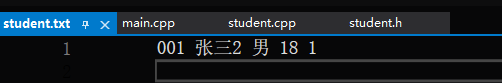 student.txt main.cpp student.cpp student.h
1 001 张三2 男 18 1